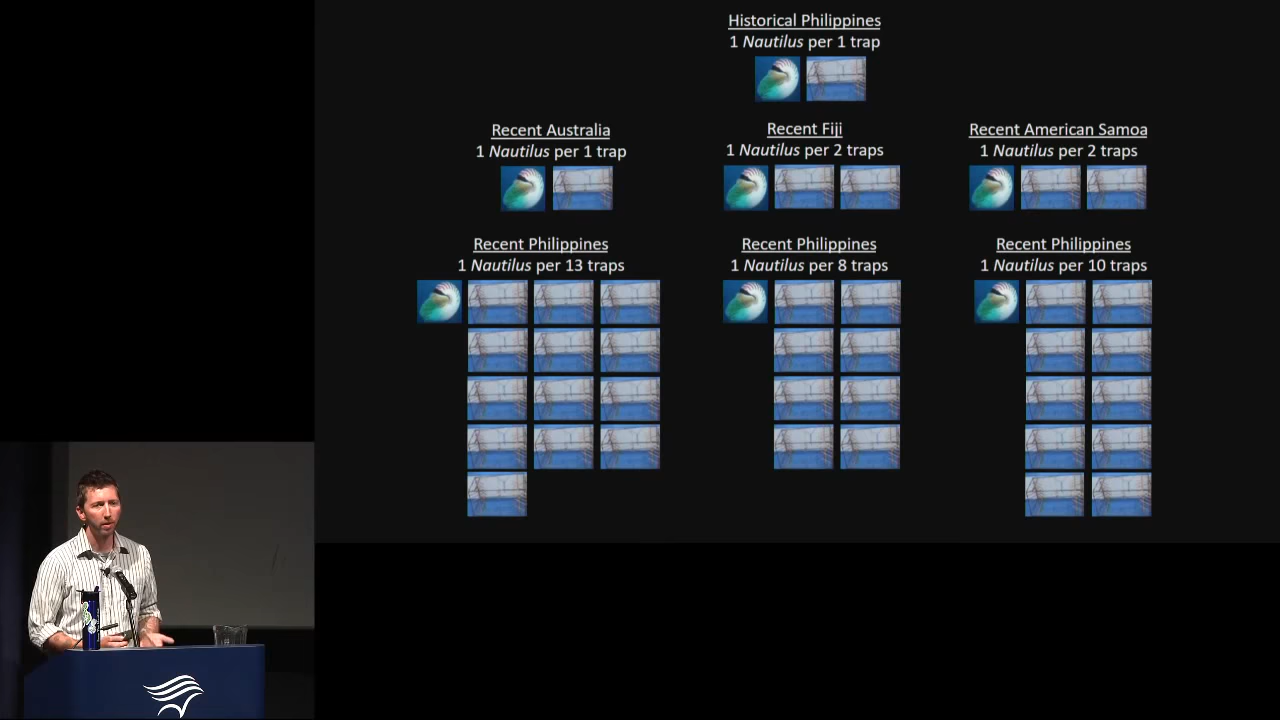 Historical Philippines
1 Nautilus per 1 trap
Recent Australia
1 Nautilus per 1 trap
Recent Fiji
1 Nautilus per 2 traps
Recent American Samoa
1 Nautilus per 2 traps
Recent Philippines
1 Nautilus per 13 traps
Recent Philippines
1 Nautilus per 8 traps
Recent Philippines
1 Nautilus per 10 traps